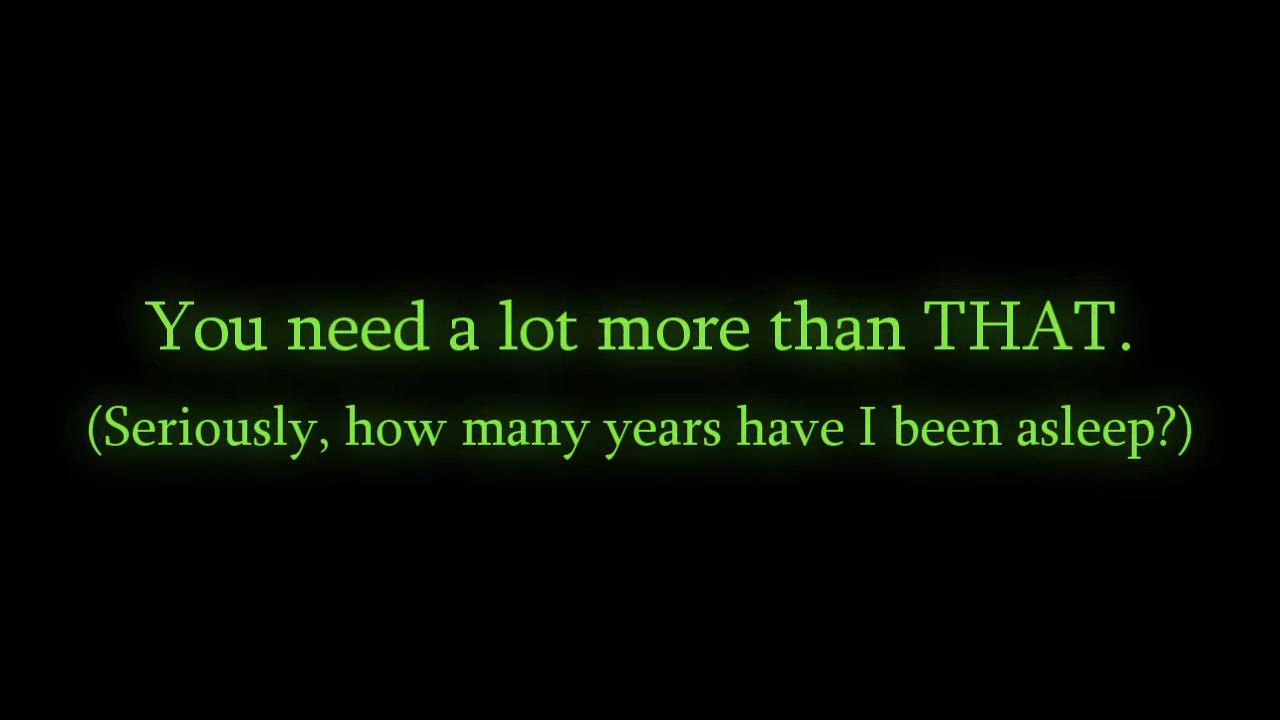 You need a lot more than THAT.
(Seriously, how many years have I been asleep?)